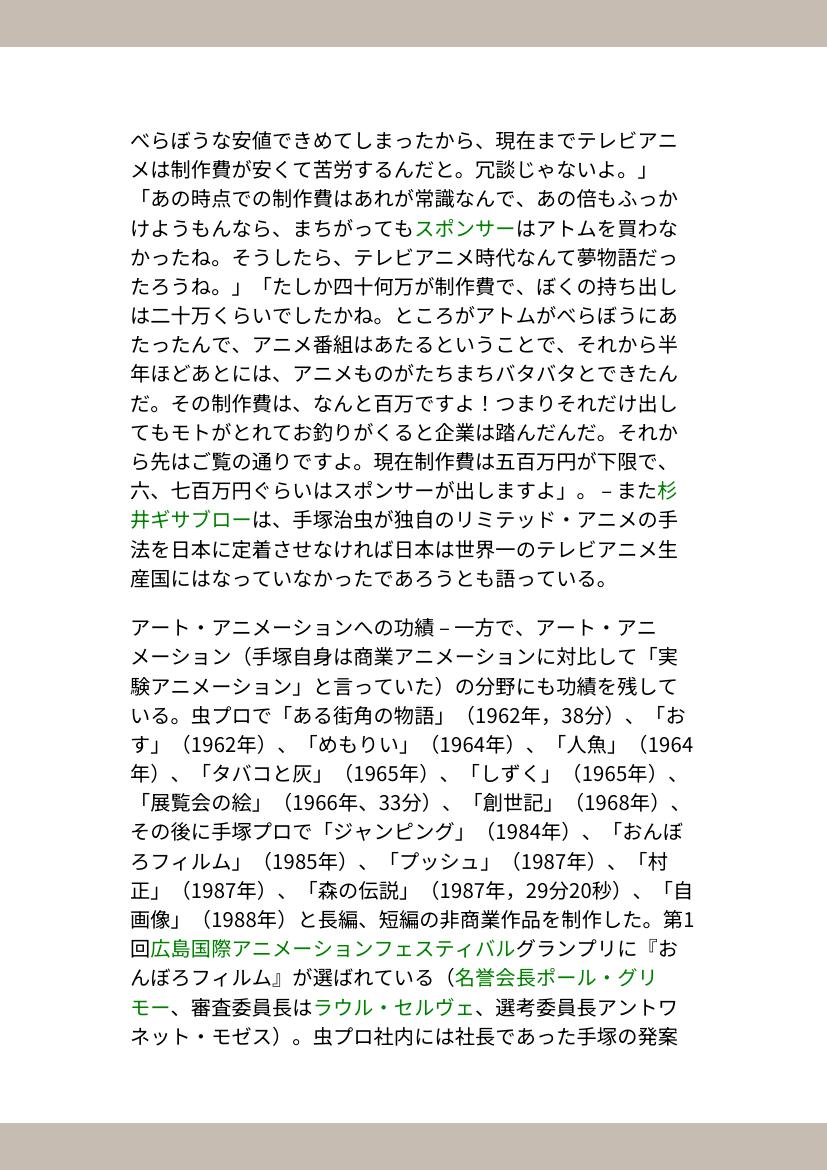 べらぼうな安値できめてしまったから、現在までテレビアニ
メは制作費が安くて苦労するんだと。冗談じゃないよ。」
「あの時点での制作費はあれが常識なんで、あの倍もふっか
けようもんなら、まちがってもスポンサーはアトムを買わな
かったね。そうしたら、テレビアニメ時代なんて夢物語だっ
たろうね。」「たしか四十何万が制作費で、ぼくの持ち出し
は二十万くらいでしたかね。ところがアトムがべらぼうにあ
たったんで、アニメ番組はあたるということで、それから半
年ほどあとには、アニメものがたちまちバタバタとできたん
だ。その制作費は、なんと百万ですよ！つまりそれだけ出し
てもモトがとれてお釣りがくると企業は踏んだんだ。それか
ら先はご覧の通りですよ。現在制作費は五百万円が下限で、
六、七百万円ぐらいはスポンサーが出しますよ」。 – また杉
井ギサブローは、手塚治虫が独自のリミテッド・アニメの手
法を日本に定着させなければ日本は世界一のテレビアニメ生
産国にはなっていなかったであろうとも語っている。
アート・アニメーションへの功績 – 一方で、アート・アニ
メーション（手塚自身は商業アニメーションに対比して「実
験アニメーション」と言っていた）の分野にも功績を残して
いる。虫プロで「ある街角の物語」（1962年，38分）、「お
す」（1962年）、「めもりい」（1964年）、「人魚」（1964
年）、「タバコと灰」（1965年）、「しずく」（1965年）、
「展覧会の絵」（1966年、33分）、「創世記」（1968年）、
その後に手塚プロで「ジャンピング」（1984年）、「おんぼ
ろフィルム」（1985年）、「プッシュ」（1987年）、「村
正」（1987年）、「森の伝説」（1987年，29分20秒）、「自
画像」（1988年）と長編、短編の非商業作品を制作した。第1
回広島国際アニメーションフェスティバルグランプリに『お
んぼろフィルム』が選ばれている（名誉会長ポール・グリ
モー、審査委員長はラウル・セルヴェ、選考委員長アントワ
ネット・モゼス）。虫プロ社内には社長であった手塚の発案